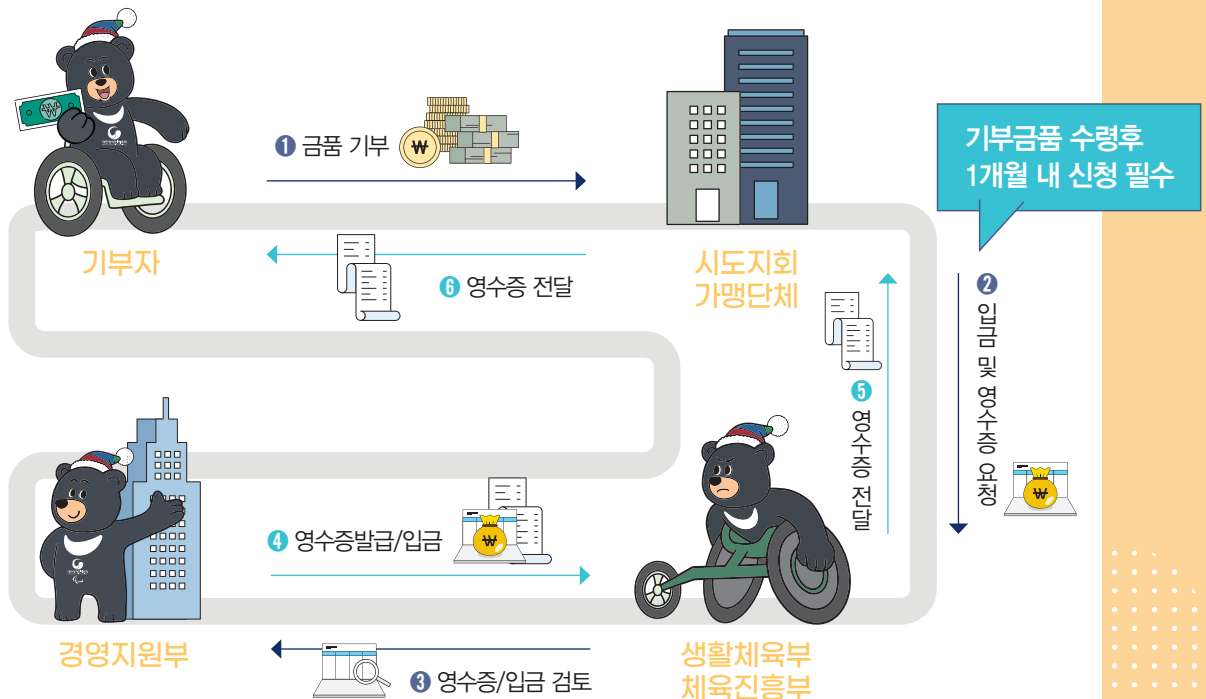 ❶ 금품 기부
기부금품 수령후
1개월 내 신청 필수
기부자
❻ 영수증 전달
시도지회
가맹단체
❷ 입금 및 영수증 요청
❺ 영수증 전달
❹ 영수증발급/입금
경영지원부
❸ 영수증/입금 검토
생활체육부
체육진흥부